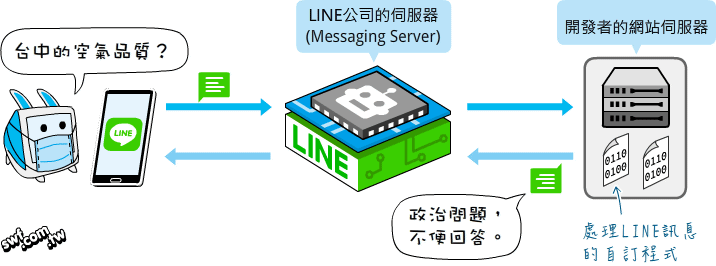 LINE公司的伺服器
(Messaging Server)
開發者的網站伺服器
台中的空氣品質？
LINE
LINE
0110
0100
0110
0100
政治問題，
不便回答。
處理LINE訊息
的自訂程式
swf.com.tw